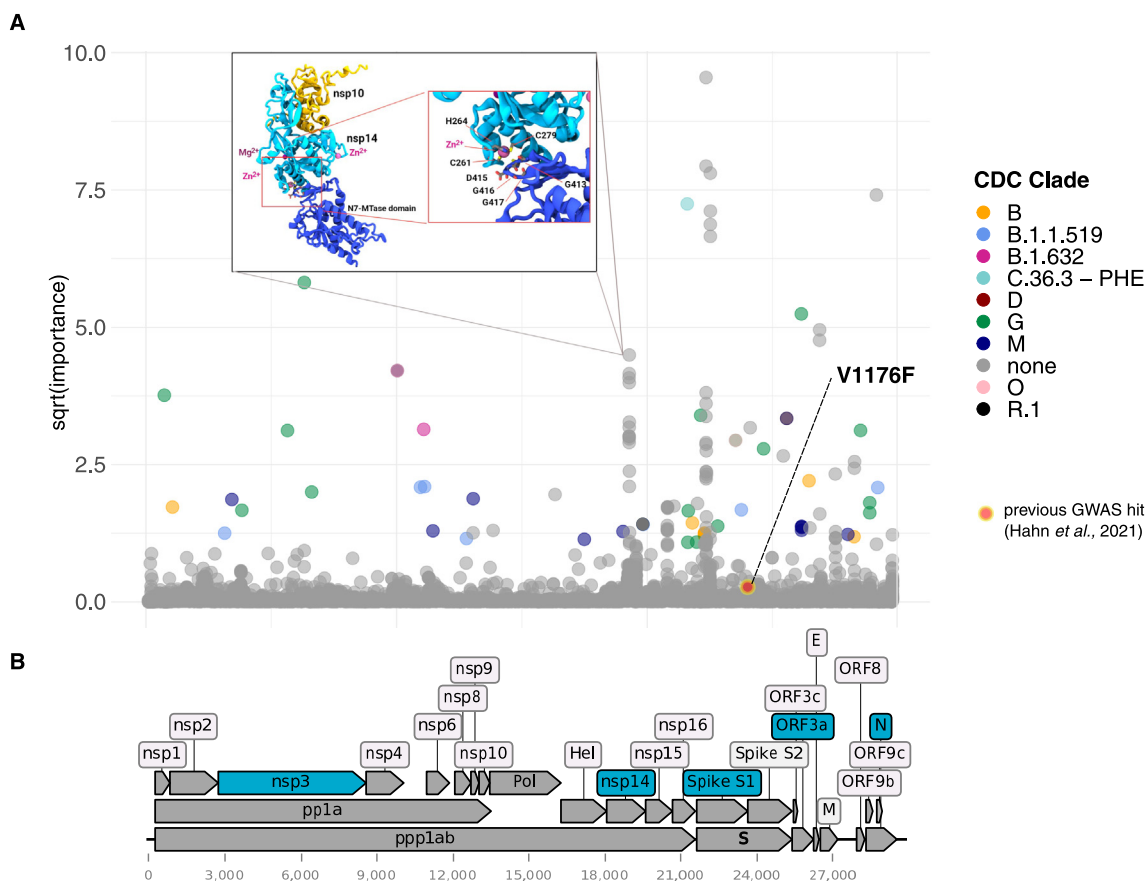 A
10.0
7.5
5.0
2.5
0.0
sqrt(importance)
nsp10
nsp14
Mg2+
Zn2+
Zn2+
N7-MTase domain
H264
C279
Zn2+
C261
D415
G416
G413
G417
V1176F
CDC Clade
B
B.1.1.519
B.1.632
C.36.3 – PHE
D
G
M
none
O
R.1
previous GWAS hit
(Hahn et al., 2021)
B
E
nsp9
ORF8
nsp8
ORF3c
nsp2
nsp6
nsp16
ORF3a
N
nsp1
nsp4
nsp10
Hel
nsp15
Spike S2
ORF9c
nsp3
Pol
nsp14
Spike S1
ORF9b
pp1a
M
ppp1ab
S
0
3,000
6,000
9,000
12,000
15,000
18,000
21,000
24,000
27,000